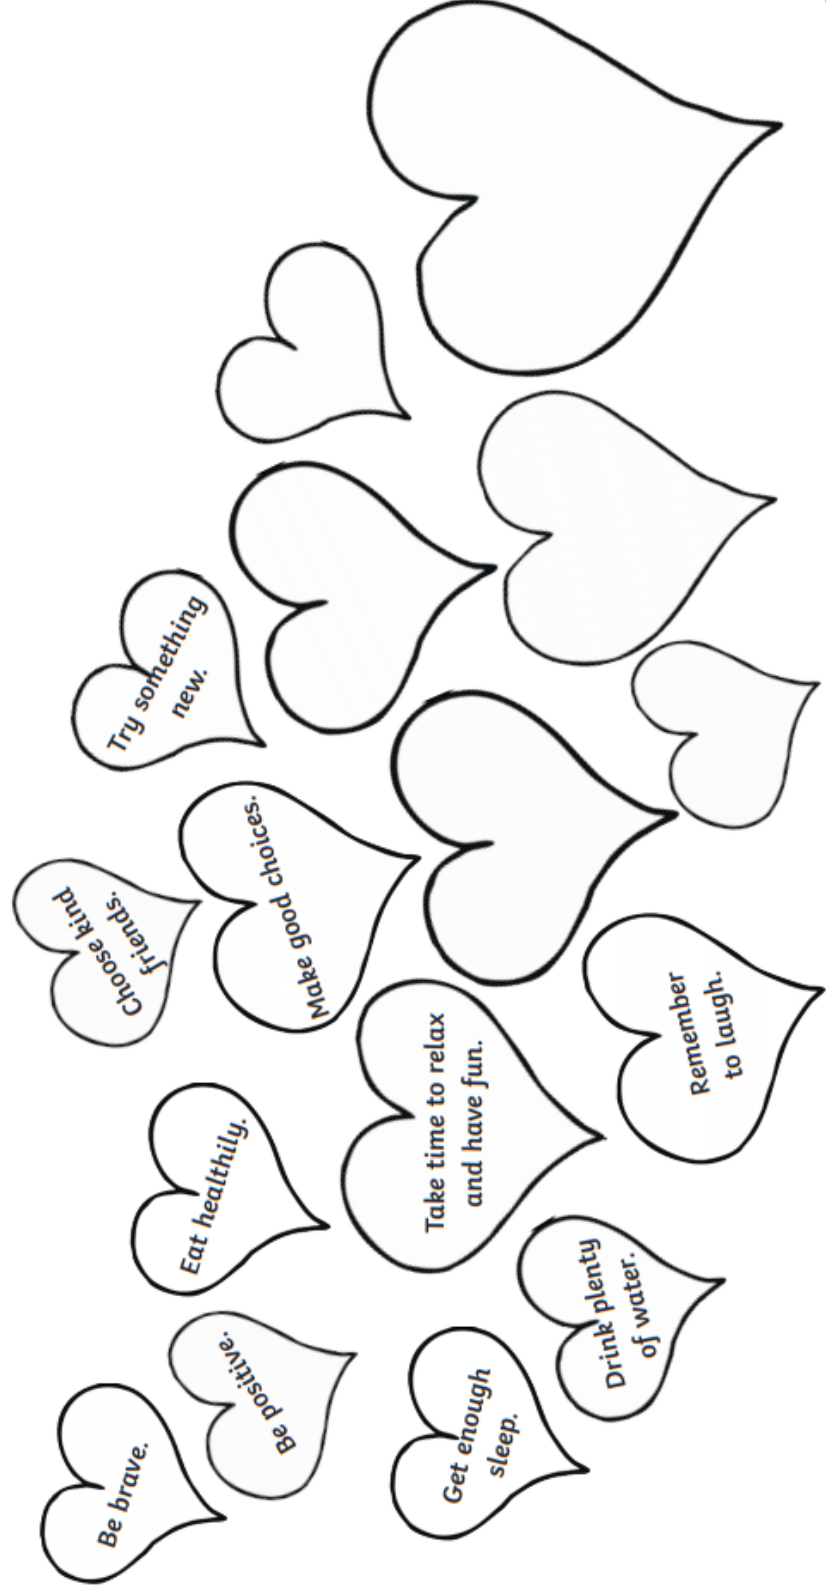 Be brave.
Be positive.
Eat healthily.
Choose kind
friends.
Try something
new.
Make good choices.
Get enough
sleep.
Take time to relax
and have fun.
Drink plenty
of water.
Remember
to laugh.